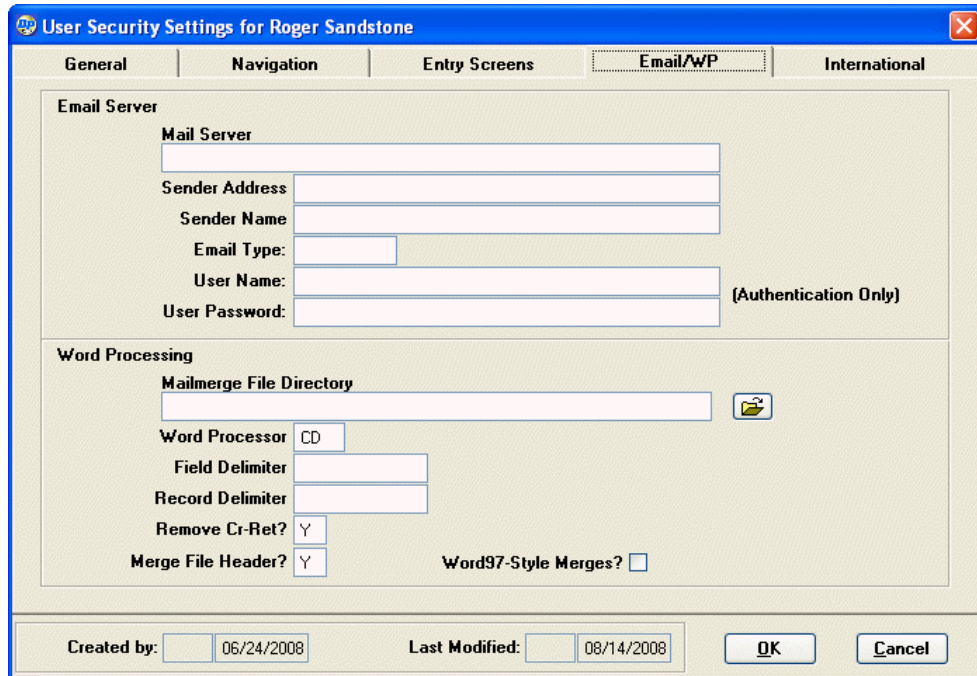 User Security Settings for Roger Sandstone
General Navigation Entry Screens Email/WP International
Email Server
Mail Server
Sender Address
Sender Name
Email Type:
User Name:
(Authentication Only)
User Password:
Word Processing
Mailmerge File Directory
Word Processor CD
Field Delimiter
Record Delimiter
Remove Cr-Ret? Y
Merge File Header? Y Word97-Style Merges?
Created by: 06/24/2008 Last Modified: 08/14/2008 OK Cancel